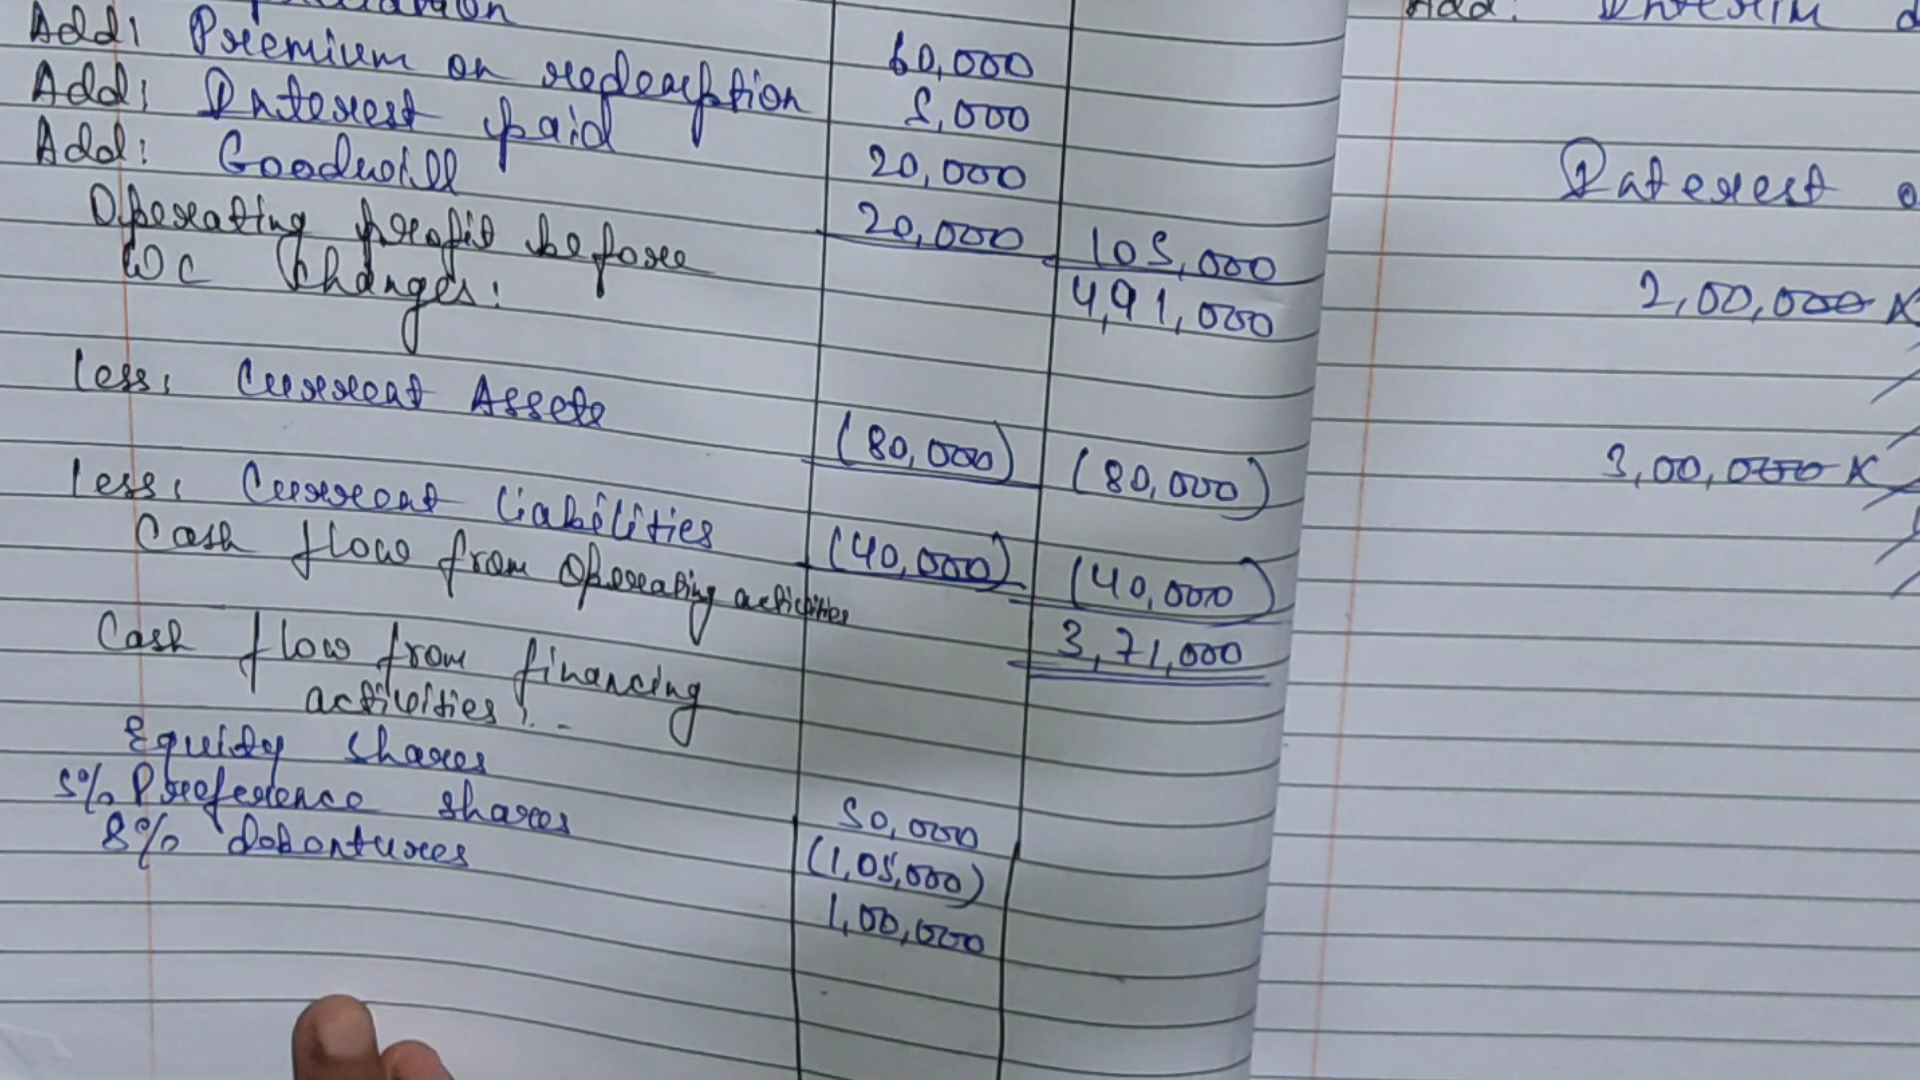 Add: Premium on redemption 60,000
Add: Interest paid 5,000
Add: Goodwill 20,000
Operating profit before 20,000 105,000
WC Changes: 4,91,000
Less: Current Assets (80,000) (80,000)
Less: Current Liabilities (40,000) (40,000)
Cash flow from Operating activities 3,71,000
Cash flow from financing
activities:-
Equity shares 50,000
5% Preference shares (1,05,000)
8% debentures 1,00,000
Add: Interim d
Interest o
2,00,000 X
3,00,000 X